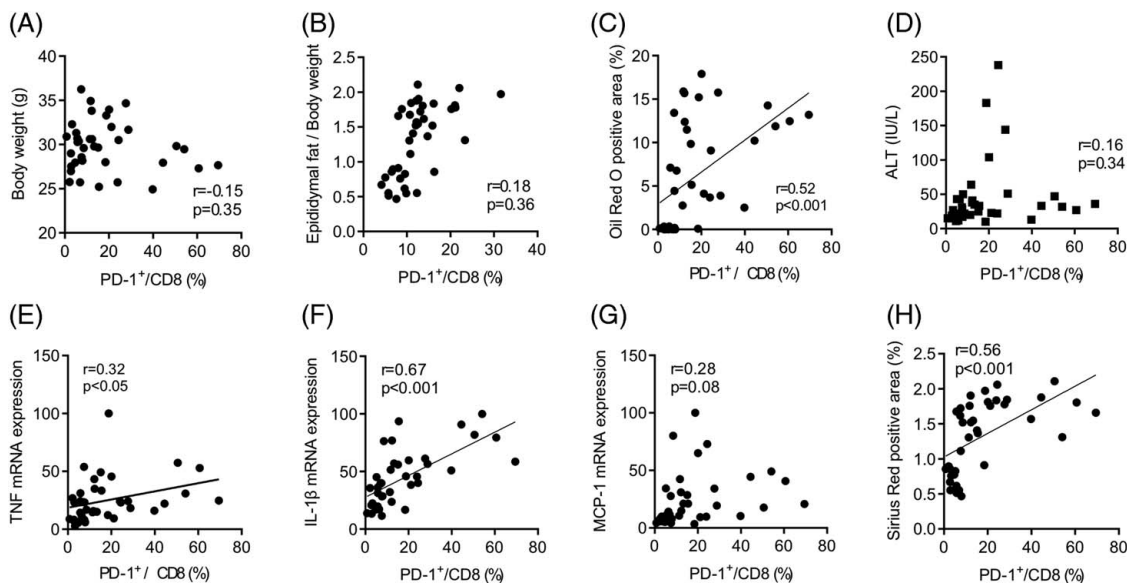 (A)
Body weight (g)
40
35
30
25
20
0 20 40 60 80
r=-0.15
p=0.35
PD-1⁺/CD8 (%)
(B)
Epididymal fat / Body weight
2.5
2.0
1.5
1.0
0.5
0.0
0 10 20 30 40
r=0.18
p=0.36
PD-1⁺/CD8 (%)
(C)
Oil Red O positive area (%)
20
15
10
5
0
0 20 40 60 80
r=0.52
p<0.001
PD-1⁺/ CD8 (%)
(D)
ALT (IU/L)
250
200
150
100
50
0
0 20 40 60 80
r=0.16
p=0.34
PD-1⁺/CD8 (%)
(E)
TNF mRNA expression
150
100
50
0
0 20 40 60 80
r=0.32
p<0.05
PD-1⁺/ CD8 (%)
(F)
IL-1β mRNA expression
150
100
50
0
0 20 40 60 80
r=0.67
p<0.001
PD-1⁺/CD8 (%)
(G)
MCP-1 mRNA expression
150
100
50
0
0 20 40 60 80
r=0.28
p=0.08
PD-1⁺/CD8 (%)
(H)
Sirius Red positive area (%)
2.5
2.0
1.5
1.0
0.5
0.0
0 20 40 60 80
r=0.56
p<0.001
PD-1⁺/CD8 (%)